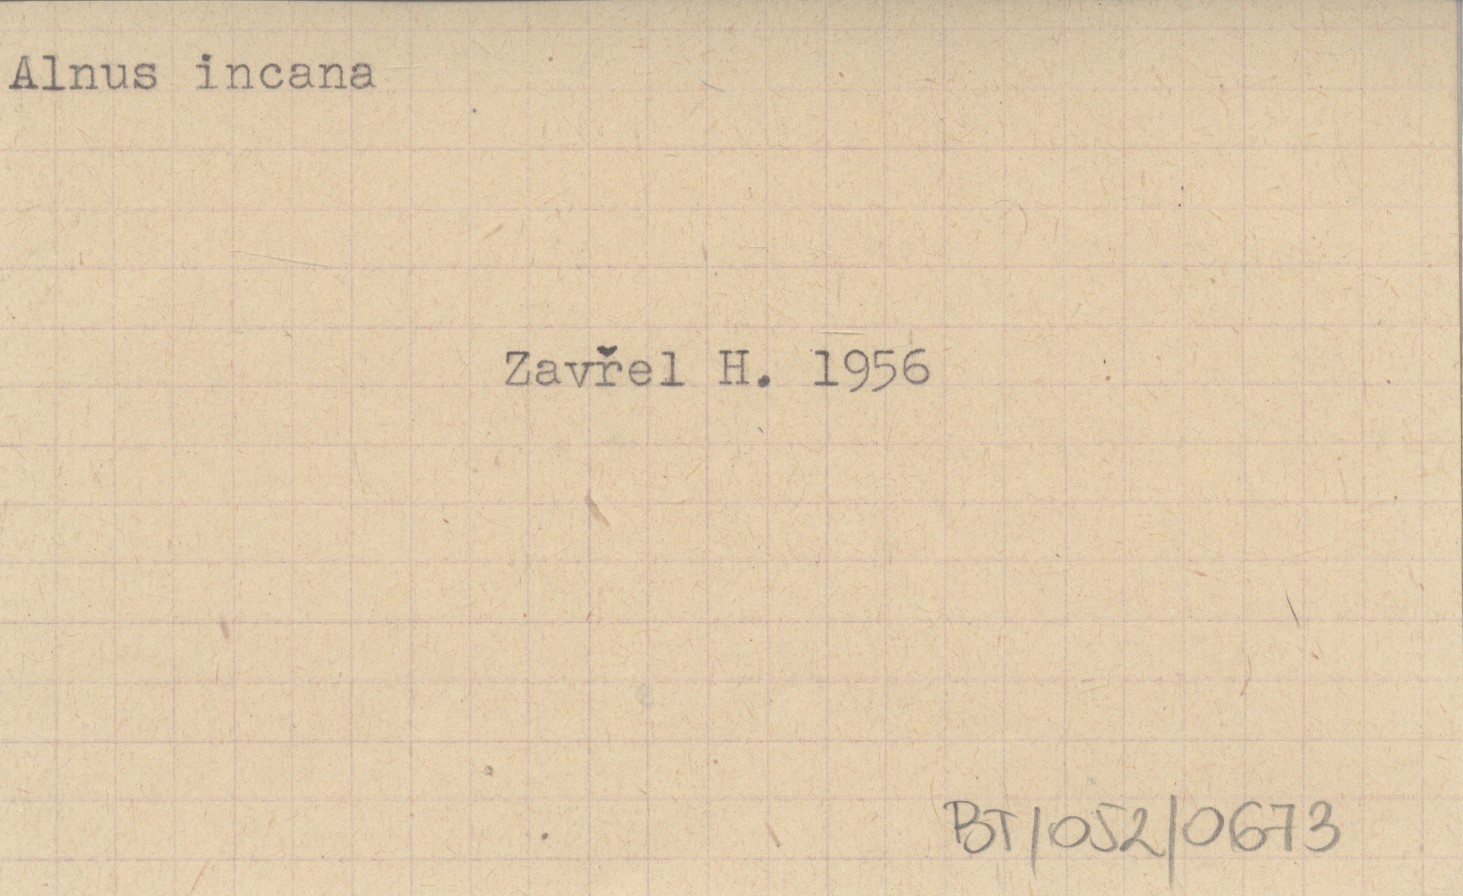 Alnus incana
Zavřel H. 1956
BT/052/0673